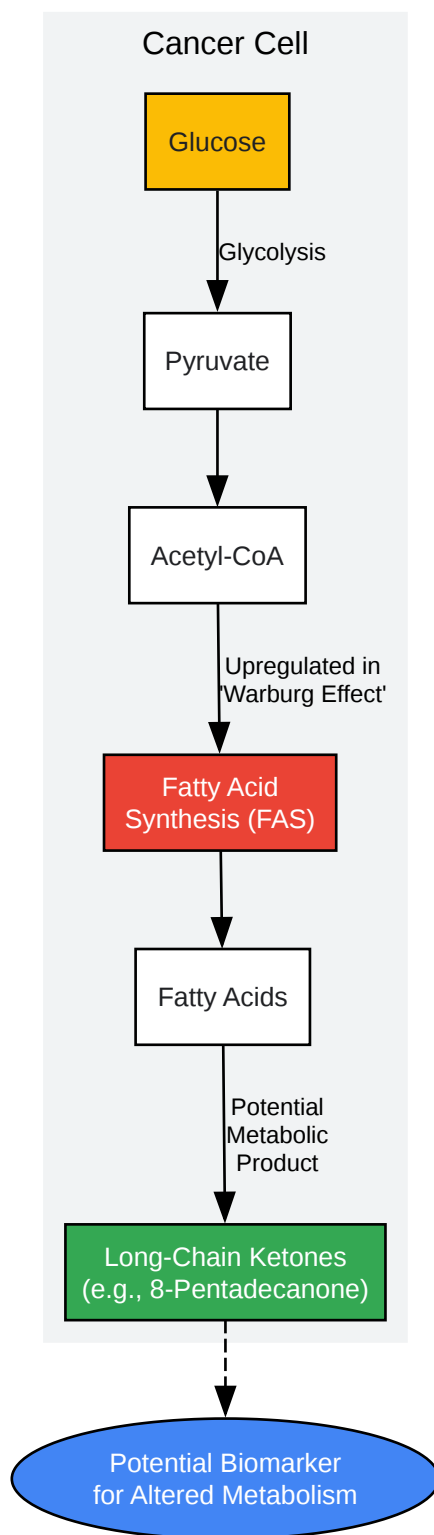 Cancer Cell
Glucose
Glycolysis
Pyruvate
Acetyl-CoA
Upregulated in
'Warburg Effect'
Fatty Acid
Synthesis (FAS)
Fatty Acids
Potential
Metabolic
Product
Long-Chain Ketones
(e.g., 8-Pentadecanone)
Potential Biomarker
for Altered Metabolism